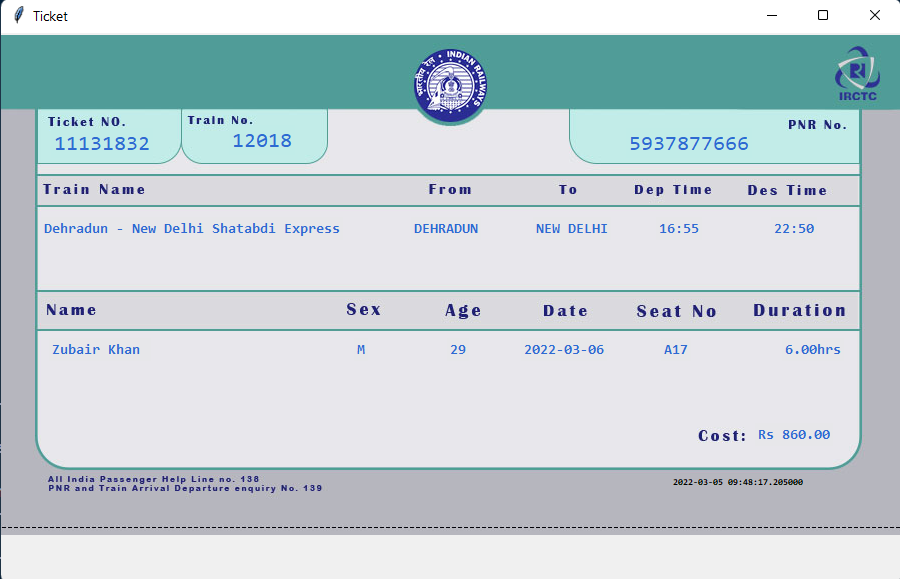 Ticket
भारतीय रेल • INDIAN RAILWAYS
IRCTC
Ticket NO.
11131832
Train No.
12018
PNR No.
5937877666
Train Name From To Dep Time Des Time
Dehradun - New Delhi Shatabdi Express DEHRADUN NEW DELHI 16:55 22:50
Name Sex Age Date Seat No Duration
Zubair Khan M 29 2022-03-06 A17 6.00hrs
Cost: Rs 860.00
All India Passenger Help Line no. 138
PNR and Train Arrival Departure enquiry No. 139
2022-03-05 09:48:17.205000